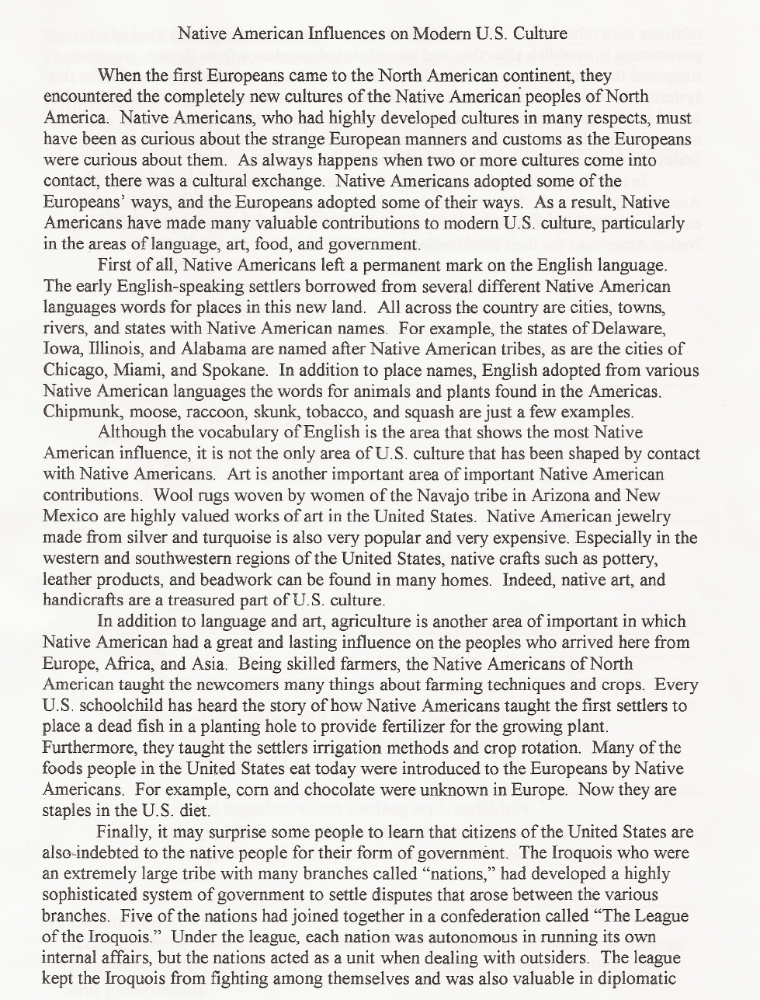 Native American Influences on Modern U.S. Culture
When the first Europeans came to the North American continent, they
encountered the completely new cultures of the Native American peoples of North
America. Native Americans, who had highly developed cultures in many respects, must
have been as curious about the strange European manners and customs as the Europeans
were curious about them. As always happens when two or more cultures come into
contact, there was a cultural exchange. Native Americans adopted some of the
Europeans' ways, and the Europeans adopted some of their ways. As a result, Native
Americans have made many valuable contributions to modern U.S. culture, particularly
in the areas of language, art, food, and government.
First of all, Native Americans left a permanent mark on the English language.
The early English-speaking settlers borrowed from several different Native American
languages words for places in this new land. All across the country are cities, towns,
rivers, and states with Native American names. For example, the states of Delaware,
Iowa, Illinois, and Alabama are named after Native American tribes, as are the cities of
Chicago, Miami, and Spokane. In addition to place names, English adopted from various
Native American languages the words for animals and plants found in the Americas.
Chipmunk, moose, raccoon, skunk, tobacco, and squash are just a few examples.
Although the vocabulary of English is the area that shows the most Native
American influence, it is not the only area of U.S. culture that has been shaped by contact
with Native Americans. Art is another important area of important Native American
contributions. Wool rugs woven by women of the Navajo tribe in Arizona and New
Mexico are highly valued works of art in the United States. Native American jewelry
made from silver and turquoise is also very popular and very expensive. Especially in the
western and southwestern regions of the United States, native crafts such as pottery,
leather products, and beadwork can be found in many homes. Indeed, native art, and
handicrafts are a treasured part of U.S. culture.
In addition to language and art, agriculture is another area of important in which
Native American had a great and lasting influence on the peoples who arrived here from
Europe, Africa, and Asia. Being skilled farmers, the Native Americans of North
American taught the newcomers many things about farming techniques and crops. Every
U.S. schoolchild has heard the story of how Native Americans taught the first settlers to
place a dead fish in a planting hole to provide fertilizer for the growing plant.
Furthermore, they taught the settlers irrigation methods and crop rotation. Many of the
foods people in the United States eat today were introduced to the Europeans by Native
Americans. For example, corn and chocolate were unknown in Europe. Now they are
staples in the U.S. diet.
Finally, it may surprise some people to learn that citizens of the United States are
also indebted to the native people for their form of government. The Iroquois who were
an extremely large tribe with many branches called "nations," had developed a highly
sophisticated system of government to settle disputes that arose between the various
branches. Five of the nations had joined together in a confederation called "The League
of the Iroquois." Under the league, each nation was autonomous in running its own
internal affairs, but the nations acted as a unit when dealing with outsiders. The league
kept the Iroquois from fighting among themselves and was also valuable in diplomatic